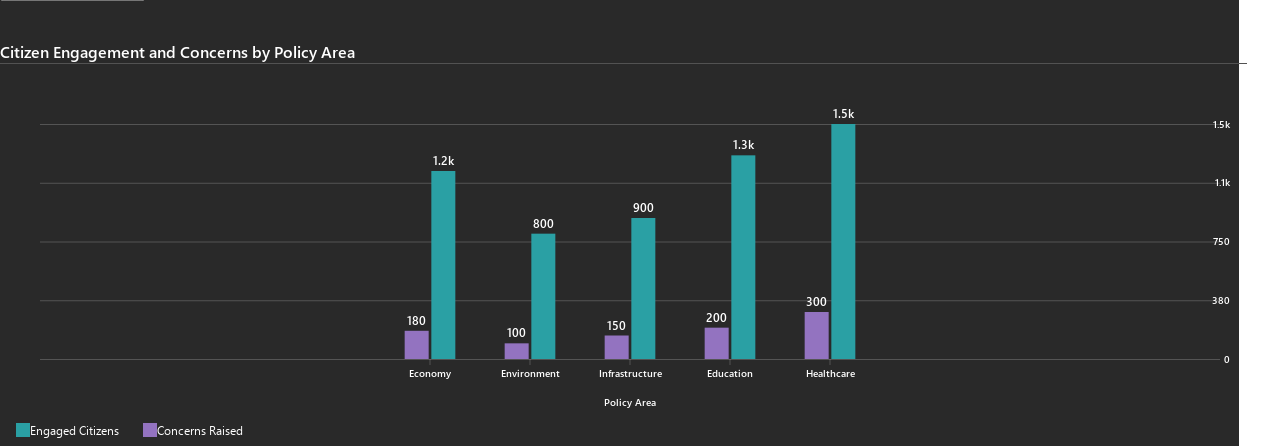 Citizen Engagement and Concerns by Policy Area
1.5k
1.5k
1.3k
1.2k
1.1k
900
800
750
380
300
200
180
150
100
0
Economy Environment Infrastructure Education Healthcare
Policy Area
Engaged Citizens Concerns Raised